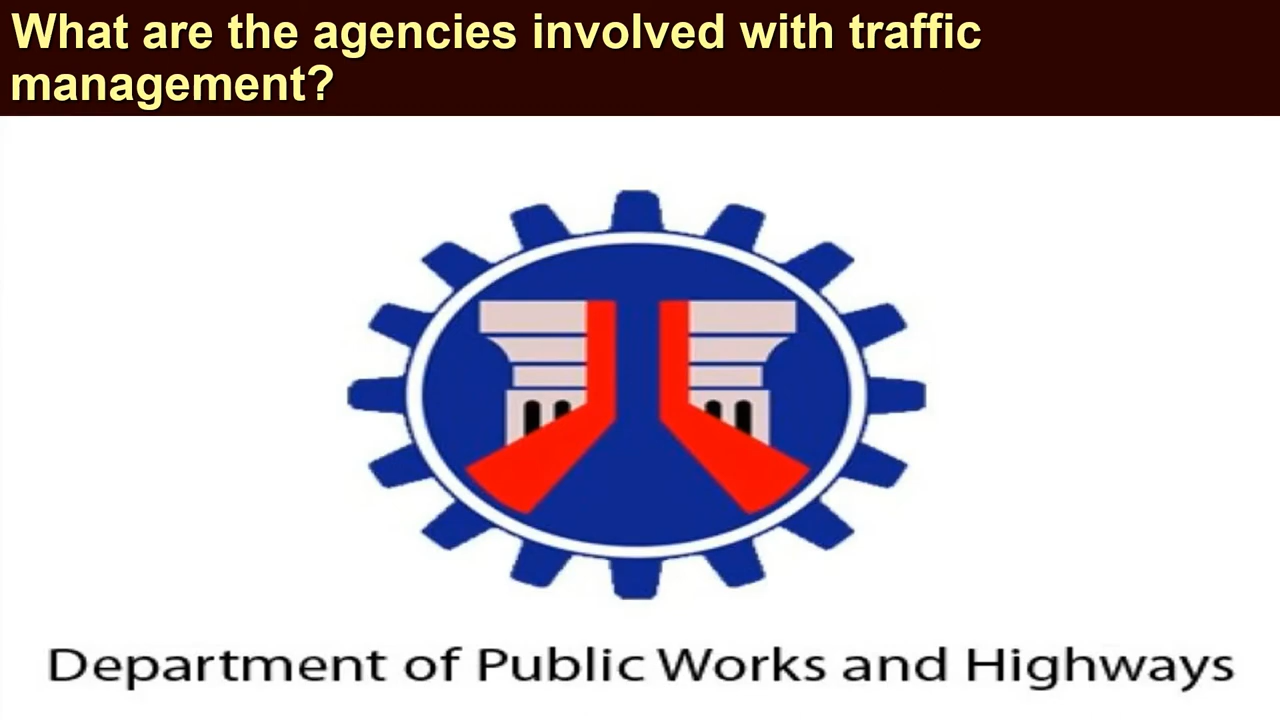 What are the agencies involved with traffic
management?
Department of Public Works and Highways